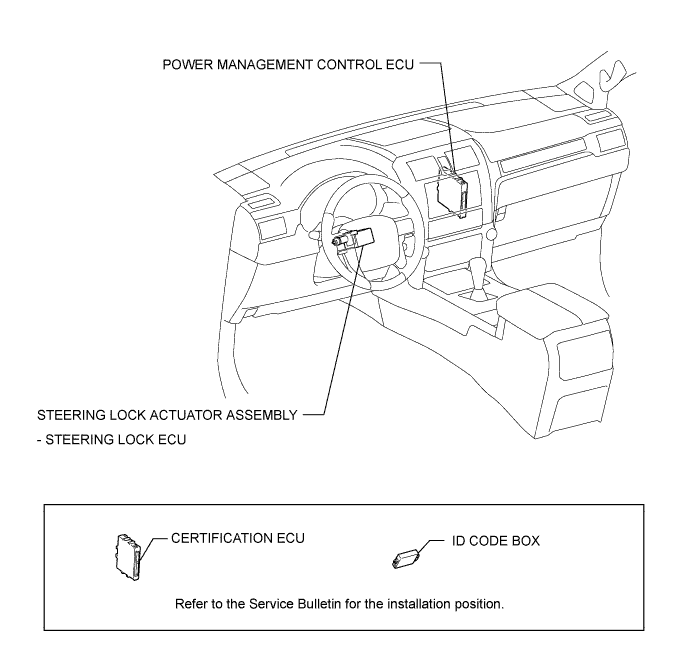 POWER MANAGEMENT CONTROL ECU
STEERING LOCK ACTUATOR ASSEMBLY
- STEERING LOCK ECU
CERTIFICATION ECU
ID CODE BOX
Refer to the Service Bulletin for the installation position.